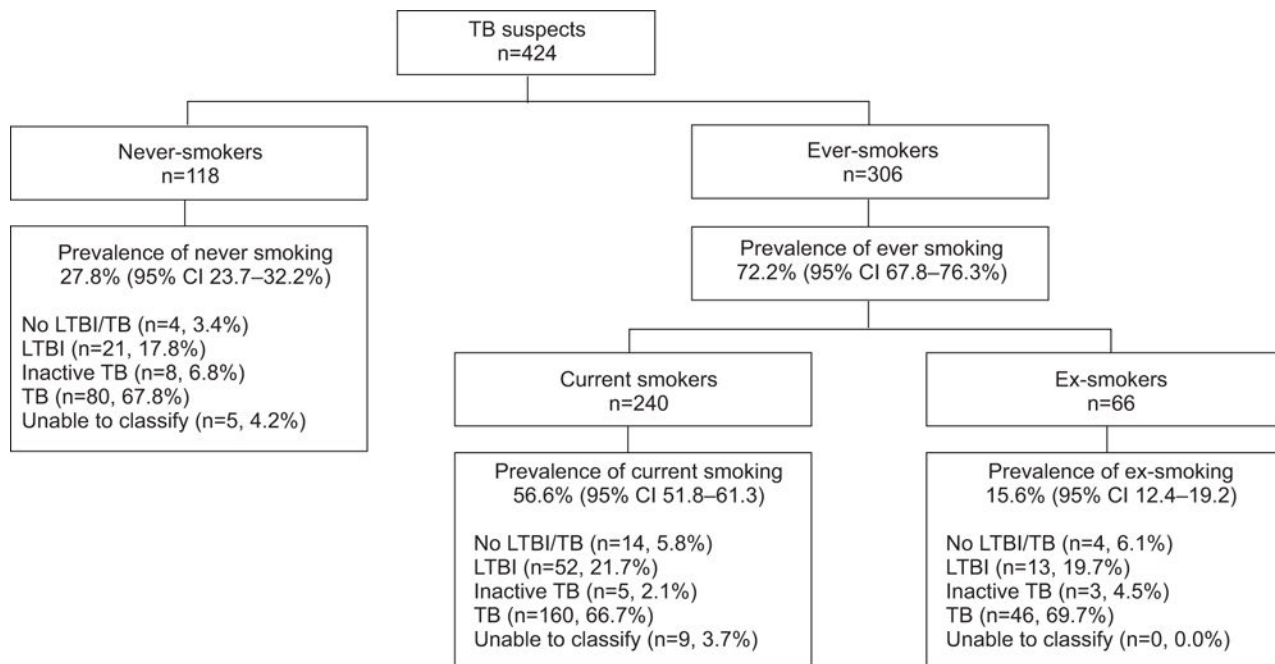 TB suspects
n=424
Never-smokers
n=118
Ever-smokers
n=306
Prevalence of never smoking
27.8% (95% CI 23.7–32.2%)
No LTBI/TB (n=4, 3.4%)
LTBI (n=21, 17.8%)
Inactive TB (n=8, 6.8%)
TB (n=80, 67.8%)
Unable to classify (n=5, 4.2%)
Prevalence of ever smoking
72.2% (95% CI 67.8–76.3%)
Current smokers
n=240
Ex-smokers
n=66
Prevalence of current smoking
56.6% (95% CI 51.8–61.3)
No LTBI/TB (n=14, 5.8%)
LTBI (n=52, 21.7%)
Inactive TB (n=5, 2.1%)
TB (n=160, 66.7%)
Unable to classify (n=9, 3.7%)
Prevalence of ex-smoking
15.6% (95% CI 12.4–19.2)
No LTBI/TB (n=4, 6.1%)
LTBI (n=13, 19.7%)
Inactive TB (n=3, 4.5%)
TB (n=46, 69.7%)
Unable to classify (n=0, 0.0%)